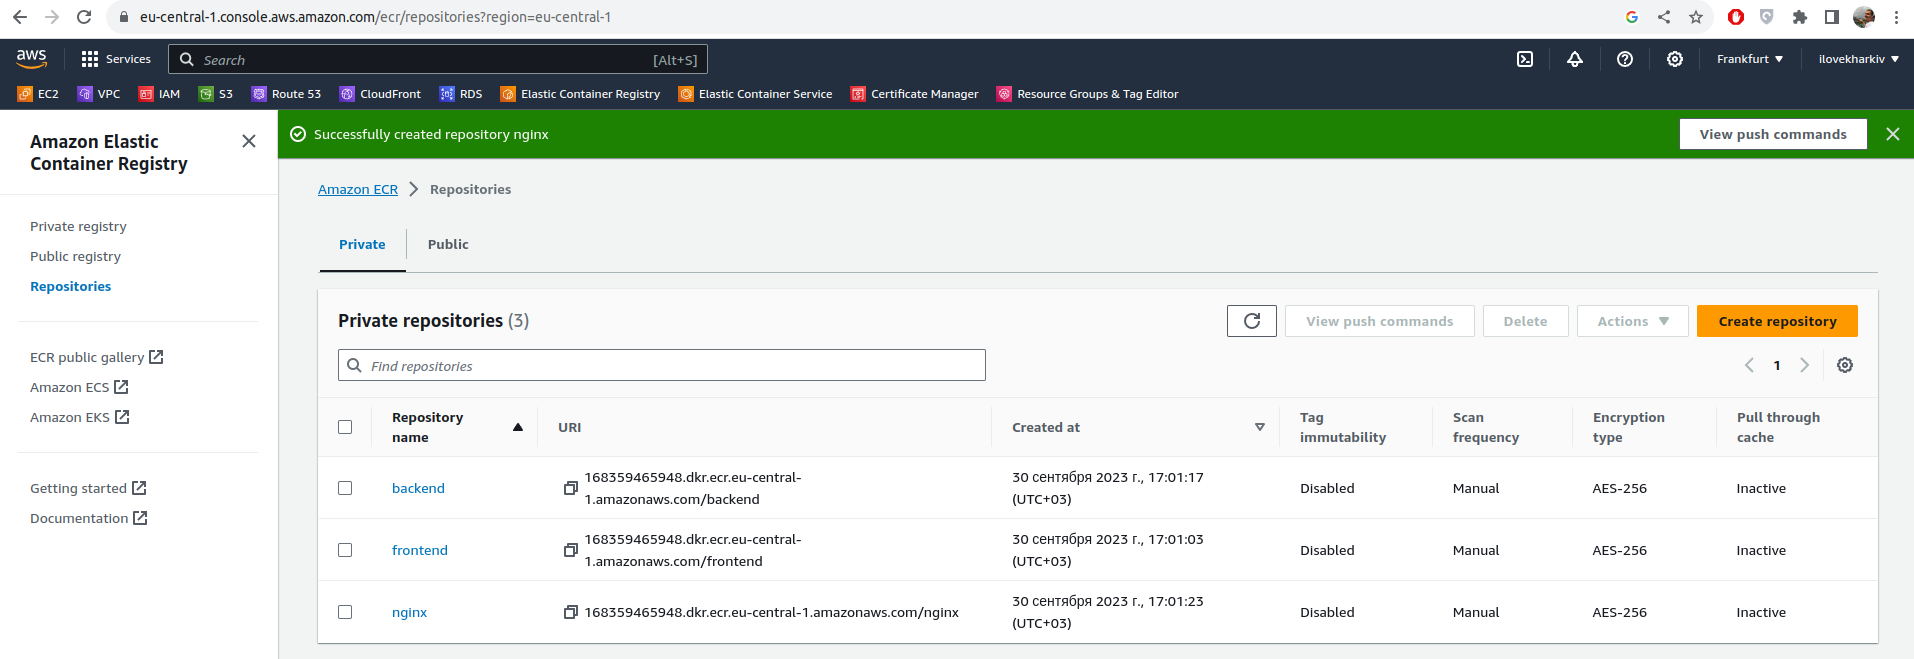 eu-central-1.console.aws.amazon.com/ecr/repositories?region=eu-central-1
aws Services Search [Alt+S] Frankfurt ilovekharkiv
EC2 VPC IAM S3 Route 53 CloudFront RDS Elastic Container Registry Elastic Container Service Certificate Manager Resource Groups & Tag Editor
Amazon Elastic
Container Registry
Private registry
Public registry
Repositories
ECR public gallery
Amazon ECS
Amazon EKS
Getting started
Documentation
Successfully created repository nginx View push commands
Amazon ECR Repositories
Private Public
Private repositories (3) View push commands Delete Actions Create repository
Find repositories 1
Repository name URI Created at Tag immutability Scan frequency Encryption type Pull through cache
backend 168359465948.dkr.ecr.eu-central- 30 сентября 2023 г., 17:01:17 Disabled Manual AES-256 Inactive
1.amazonaws.com/backend (UTC+03)
frontend 168359465948.dkr.ecr.eu-central- 30 сентября 2023 г., 17:01:03 Disabled Manual AES-256 Inactive
1.amazonaws.com/frontend (UTC+03)
nginx 168359465948.dkr.ecr.eu-central-1.amazonaws.com/nginx 30 сентября 2023 г., 17:01:23 Disabled Manual AES-256 Inactive
(UTC+03)